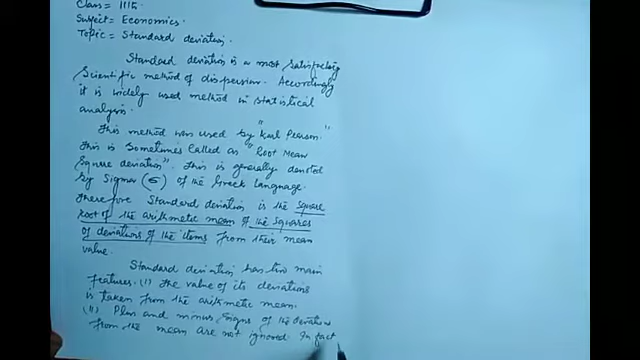 Class = 11th
Subject = Economics.
Topic = Standard deviation.
Standard deviation is a most satisfactory
Scientific method of dispersion. Accordingly
it is widely used method in statistical
analysis.
This method was used by "Karl Pearson."
This is Sometimes Called as "Root Mean
Square deviation". This is generally denoted
by Sigma (σ) of the Greek Language.
Therefore Standard deviation is the square
root of the arithmetic mean of the squares
of deviations of the items from their mean
value.
Standard deviation has two main
features. (i) The value of its deviations
is taken from the arithmetic mean.
(ii) Plus and minus signs of the deviations
from the mean are not ignored. In fact